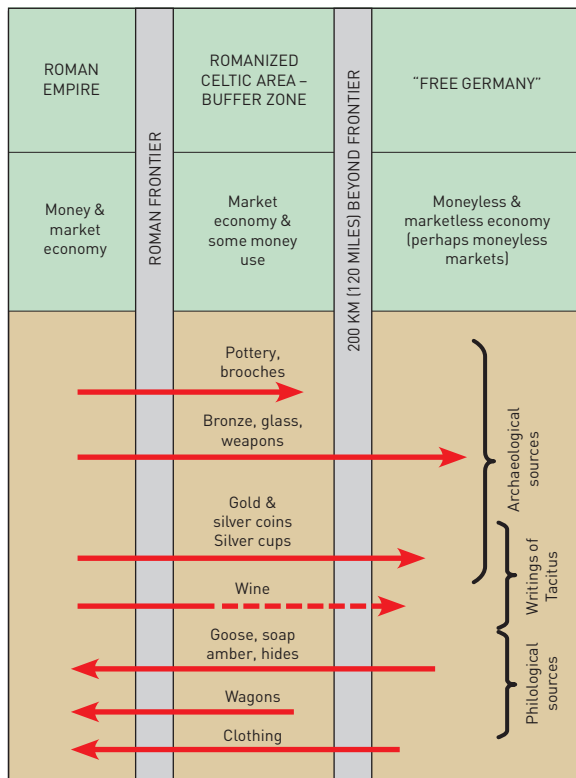 ROMAN
EMPIRE
ROMAN FRONTIER
ROMANIZED
CELTIC AREA –
BUFFER ZONE
200 KM (120 MILES) BEYOND FRONTIER
“FREE GERMANY”
Money &
market
economy
Market
economy &
some money
use
Moneyless &
marketless economy
(perhaps moneyless
markets)
Pottery,
brooches
Bronze, glass,
weapons
Gold &
silver coins
Silver cups
Wine
Goose, soap
amber, hides
Wagons
Clothing
Archaeological
sources
Writings of
Tacitus
Philological
sources